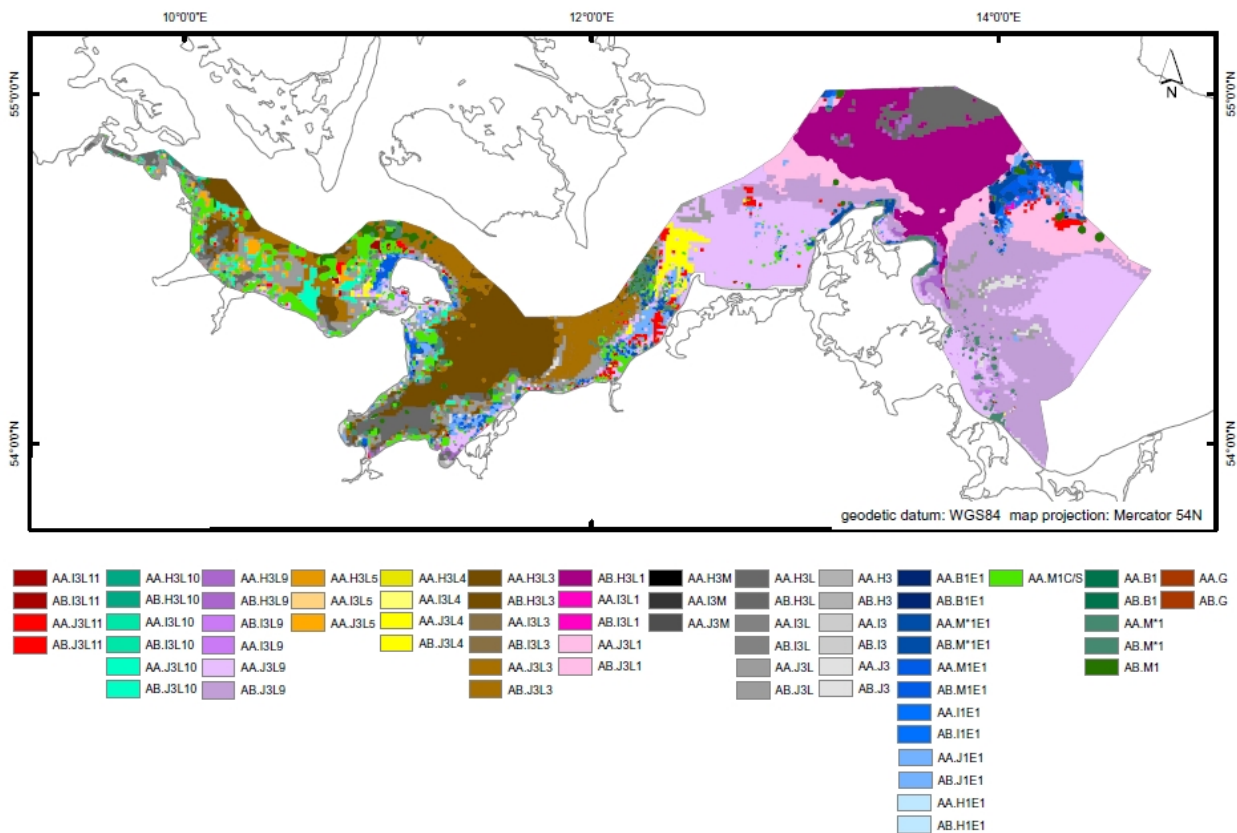 10°0'0"E 12°0'0"E 14°0'0"E
55°0'0"N 55°0'0"N
N
54°0'0"N 54°0'0"N
geodetic datum: WGS84 map projection: Mercator 54N
AA.I3L11
AB.I3L11
AA.J3L11
AB.J3L11
AA.H3L10
AB.H3L10
AA.I3L10
AB.I3L10
AA.J3L10
AB.J3L10
AA.H3L9
AB.H3L9
AB.I3L9
AA.I3L9
AA.J3L9
AB.J3L9
AA.H3L5
AA.I3L5
AA.J3L5
AA.H3L4
AA.I3L4
AA.J3L4
AB.J3L4
AA.H3L3
AB.H3L3
AA.I3L3
AB.I3L3
AA.J3L3
AB.J3L3
AB.H3L1
AA.I3L1
AB.I3L1
AA.J3L1
AB.J3L1
AA.H3M
AA.I3M
AA.J3M
AA.H3L
AB.H3L
AA.I3L
AB.I3L
AA.J3L
AB.J3L
AA.H3
AB.H3
AA.I3
AB.I3
AA.J3
AB.J3
AA.B1E1
AB.B1E1
AA.M*1E1
AB.M*1E1
AA.M1E1
AB.M1E1
AA.I1E1
AB.I1E1
AA.J1E1
AB.J1E1
AA.H1E1
AB.H1E1
AA.M1C/S
AA.B1
AB.B1
AA.M*1
AB.M*1
AB.M1
AA.G
AB.G